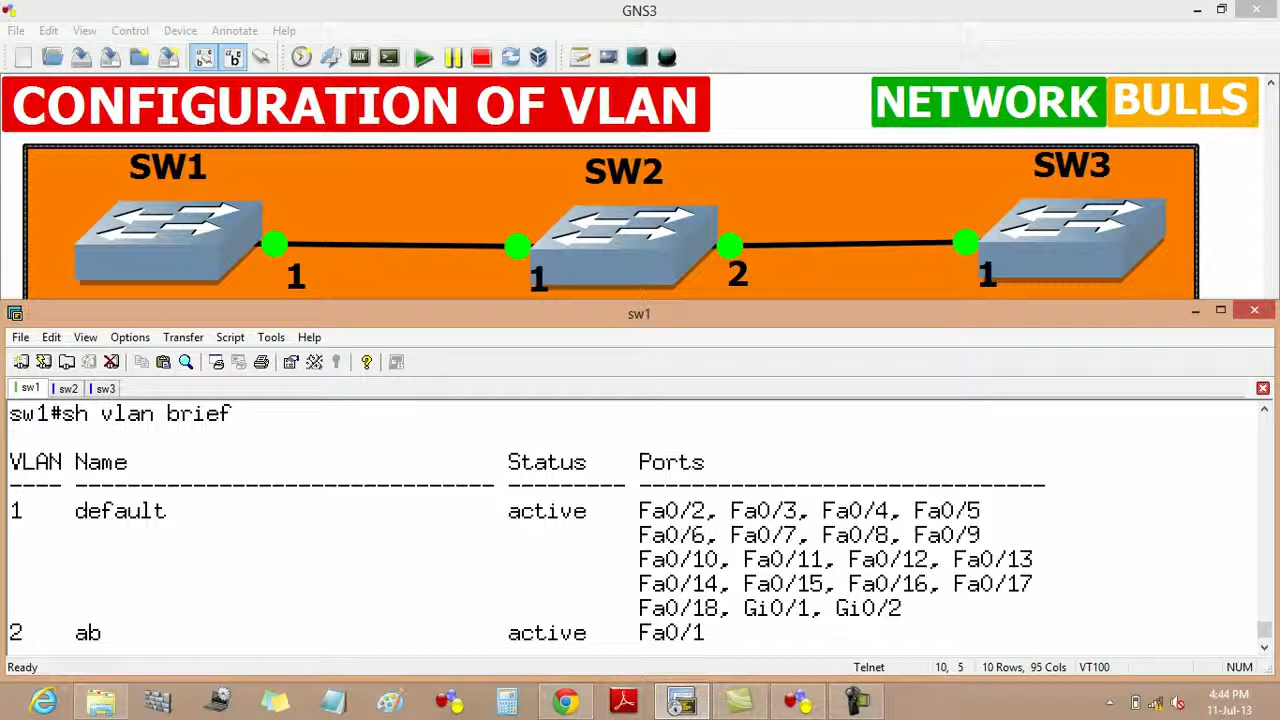 GNS3
File Edit View Control Device Annotate Help
AUX
CONFIGURATION OF VLAN
NETWORK BULLS
SW1
SW2
SW3
1
1
2
1
sw1
File Edit View Options Transfer Script Tools Help
sw1 sw2 sw3
sw1#sh vlan brief
VLAN Name Status Ports
---- -------------------------------- --------- -------------------------------
1 default active Fa0/2, Fa0/3, Fa0/4, Fa0/5
Fa0/6, Fa0/7, Fa0/8, Fa0/9
Fa0/10, Fa0/11, Fa0/12, Fa0/13
Fa0/14, Fa0/15, Fa0/16, Fa0/17
Fa0/18, Gi0/1, Gi0/2
2 ab active Fa0/1
Ready Telnet 10, 5 10 Rows, 95 Cols VT100 NUM
4:44 PM
11-Jul-13